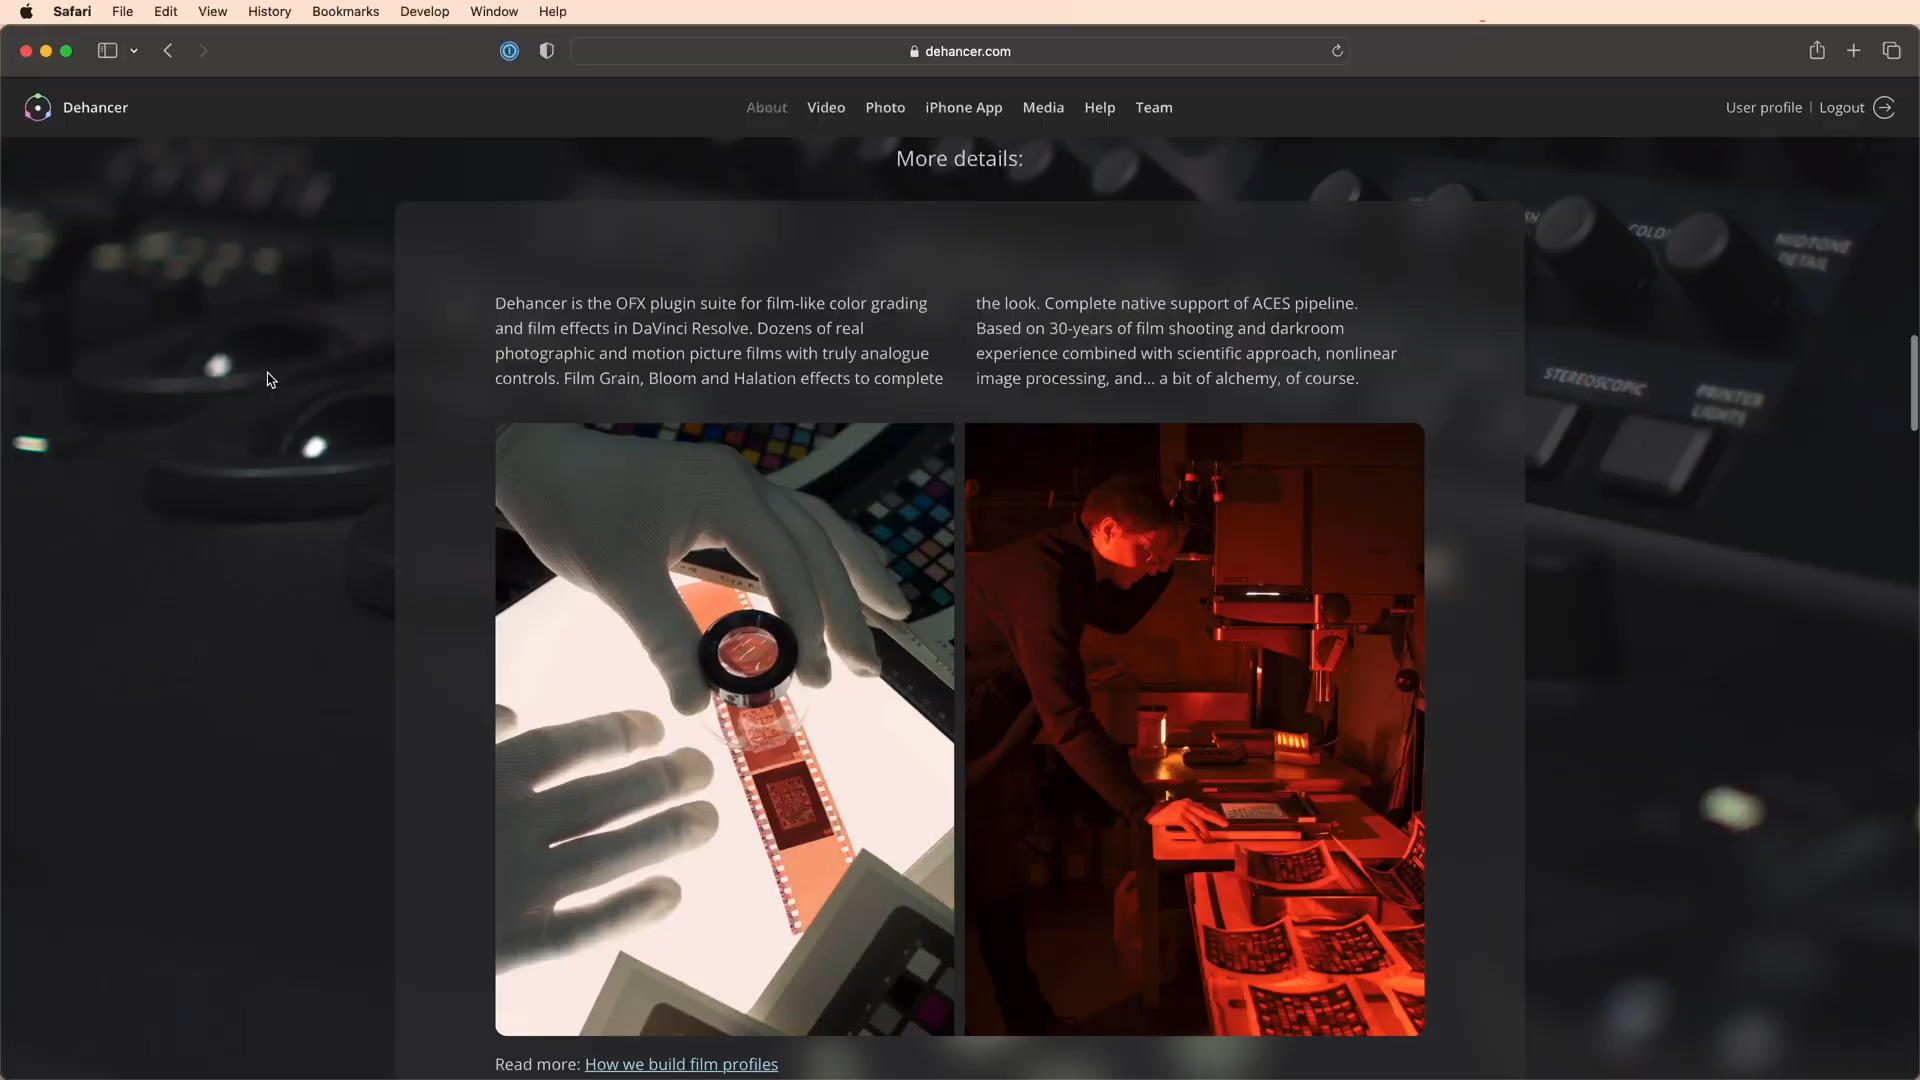 Safari File Edit View History Bookmarks Develop Window Help
dehancer.com
Dehancer About Video Photo iPhone App Media Help Team User profile | Logout
More details:
Dehancer is the OFX plugin suite for film-like color grading
and film effects in DaVinci Resolve. Dozens of real
photographic and motion picture films with truly analogue
controls. Film Grain, Bloom and Halation effects to complete
the look. Complete native support of ACES pipeline.
Based on 30-years of film shooting and darkroom
experience combined with scientific approach, nonlinear
image processing, and... a bit of alchemy, of course.
MIDTONE
DETAIL
STEREOSCOPIC
PRINTER
LIGHTS
Read more: How we build film profiles